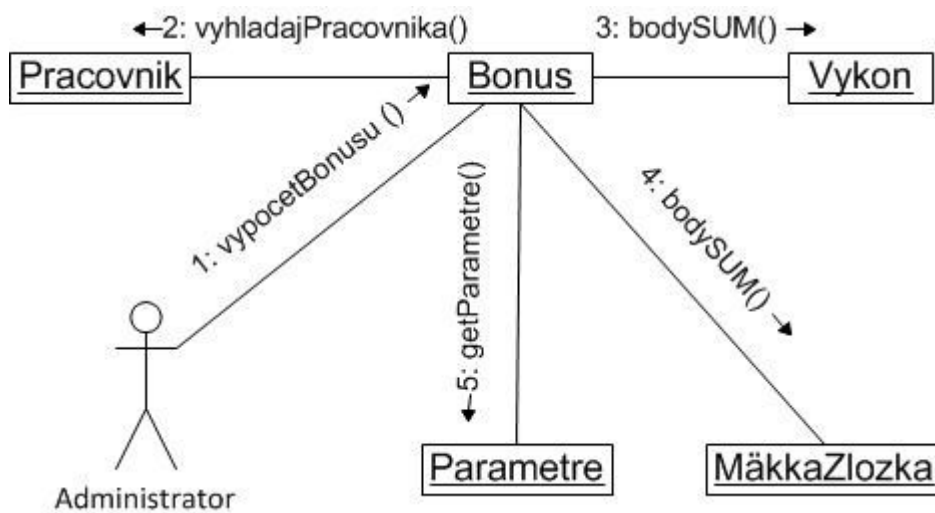 2: vyhladajPracovnika()
3: bodySUM()
Pracovnik
Bonus
Vykon
1: vypocetBonusu ()
5: getParametre()
4: bodySUM()
Parametre
MäkkaZlozka
Administrator